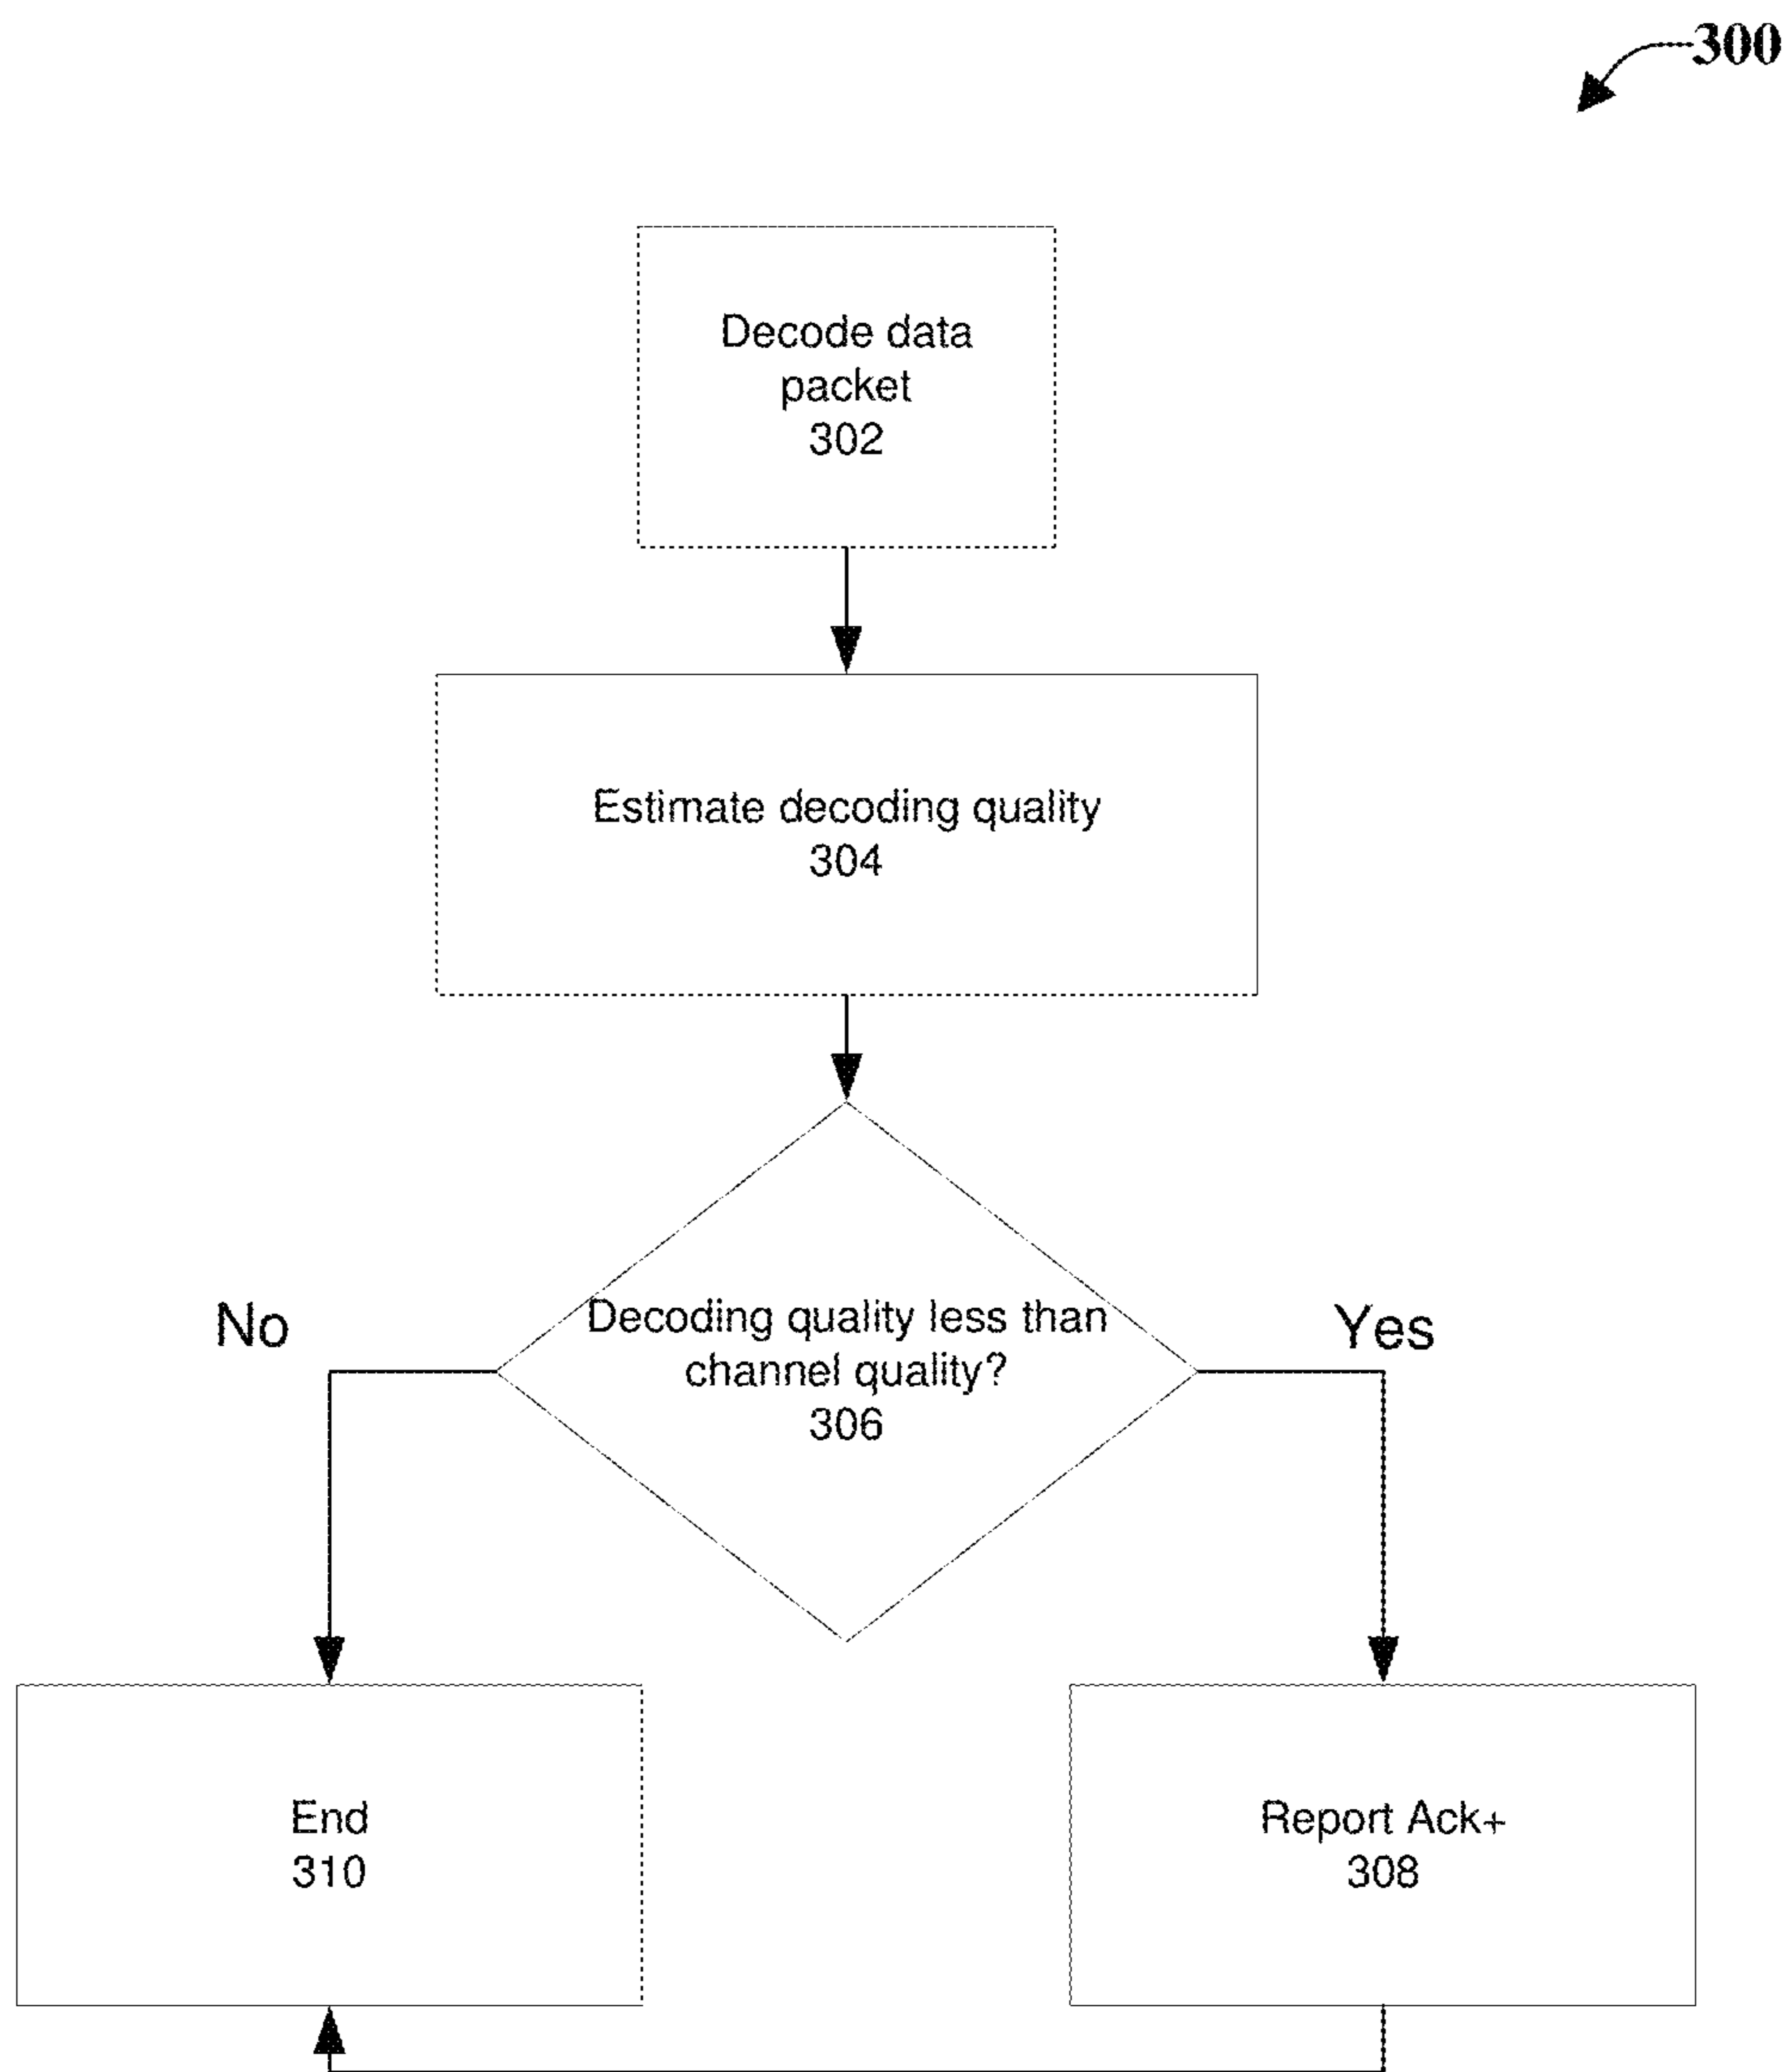 300
Decode data
packet
302
Estimate decoding quality
304
No
Decoding quality less than
channel quality?
306
Yes
End
310
Report Ack+
308